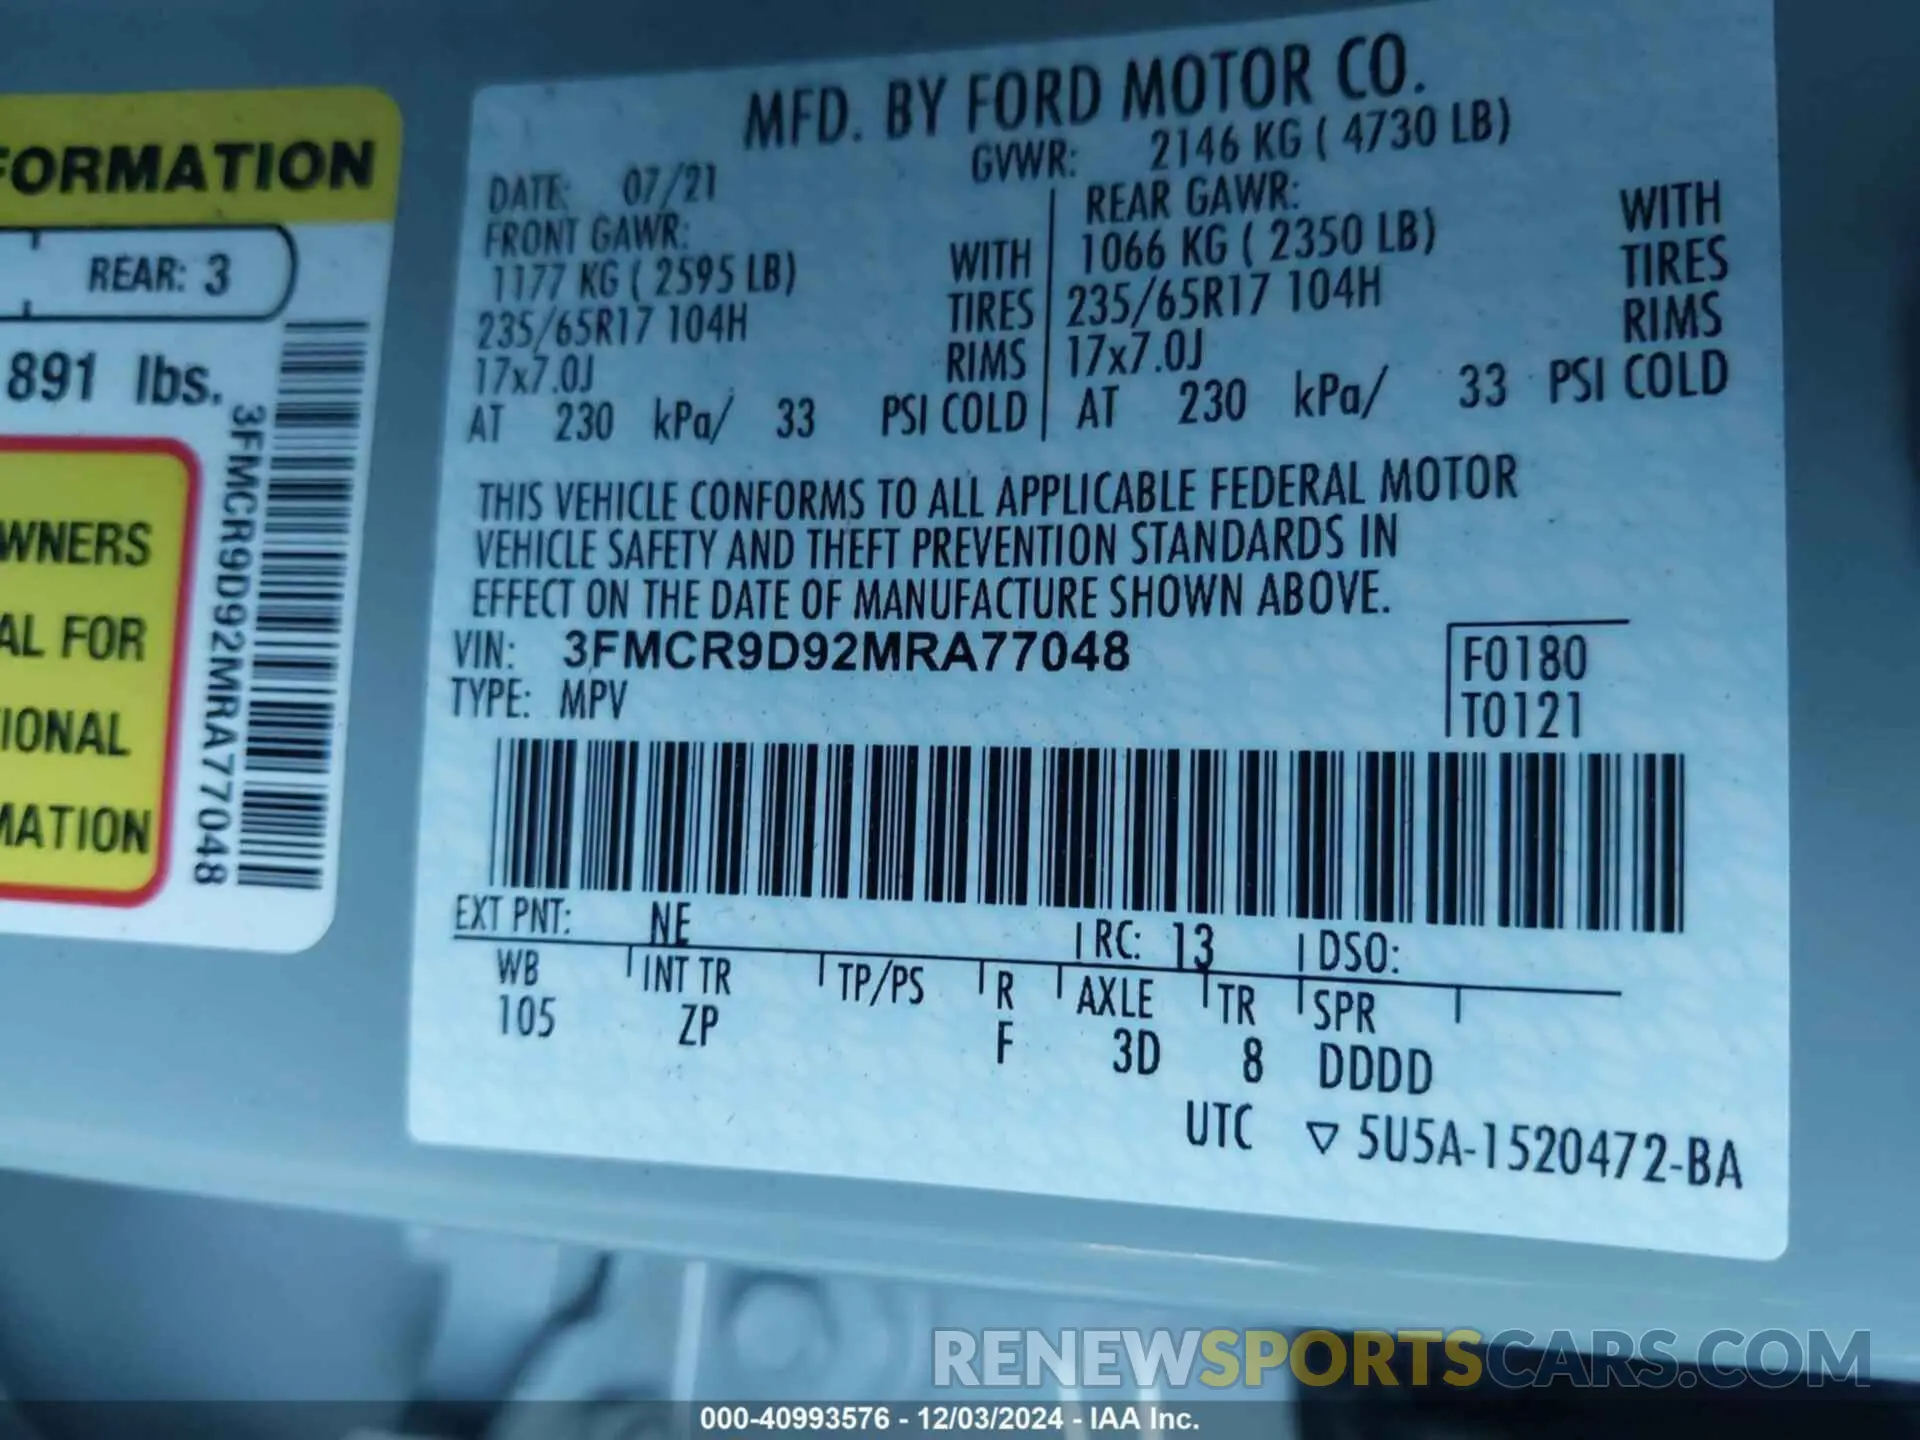 FORMATION
REAR: 3
891 lbs.
WNERS
AL FOR
IONAL
MATION
3FMCR9D92MRA77048
MFD. BY FORD MOTOR CO.
DATE: 07/21 GVWR: 2146 KG ( 4730 LB)
FRONT GAWR: REAR GAWR:
1177 KG ( 2595 LB) WITH 1066 KG ( 2350 LB) WITH
235/65R17 104H TIRES 235/65R17 104H TIRES
17x7.0J RIMS 17x7.0J RIMS
AT 230 kPa/ 33 PSI COLD AT 230 kPa/ 33 PSI COLD
THIS VEHICLE CONFORMS TO ALL APPLICABLE FEDERAL MOTOR
VEHICLE SAFETY AND THEFT PREVENTION STANDARDS IN
EFFECT ON THE DATE OF MANUFACTURE SHOWN ABOVE.
VIN: 3FMCR9D92MRA77048 F0180
TYPE: MPV T0121
EXT PNT: NE RC: 13 DSO:
WB INT TR TP/PS R AXLE TR SPR
105 ZP F 3D 8 DDDD
UTC ▽ 5U5A-1520472-BA
RENEWSPORTSCARS.COM
000-40993576 - 12/03/2024 - IAA Inc.